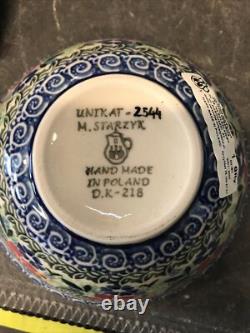 UNIKAT-2544
M. STARZYK
HAND MADE
IN POLAND
D.K-218